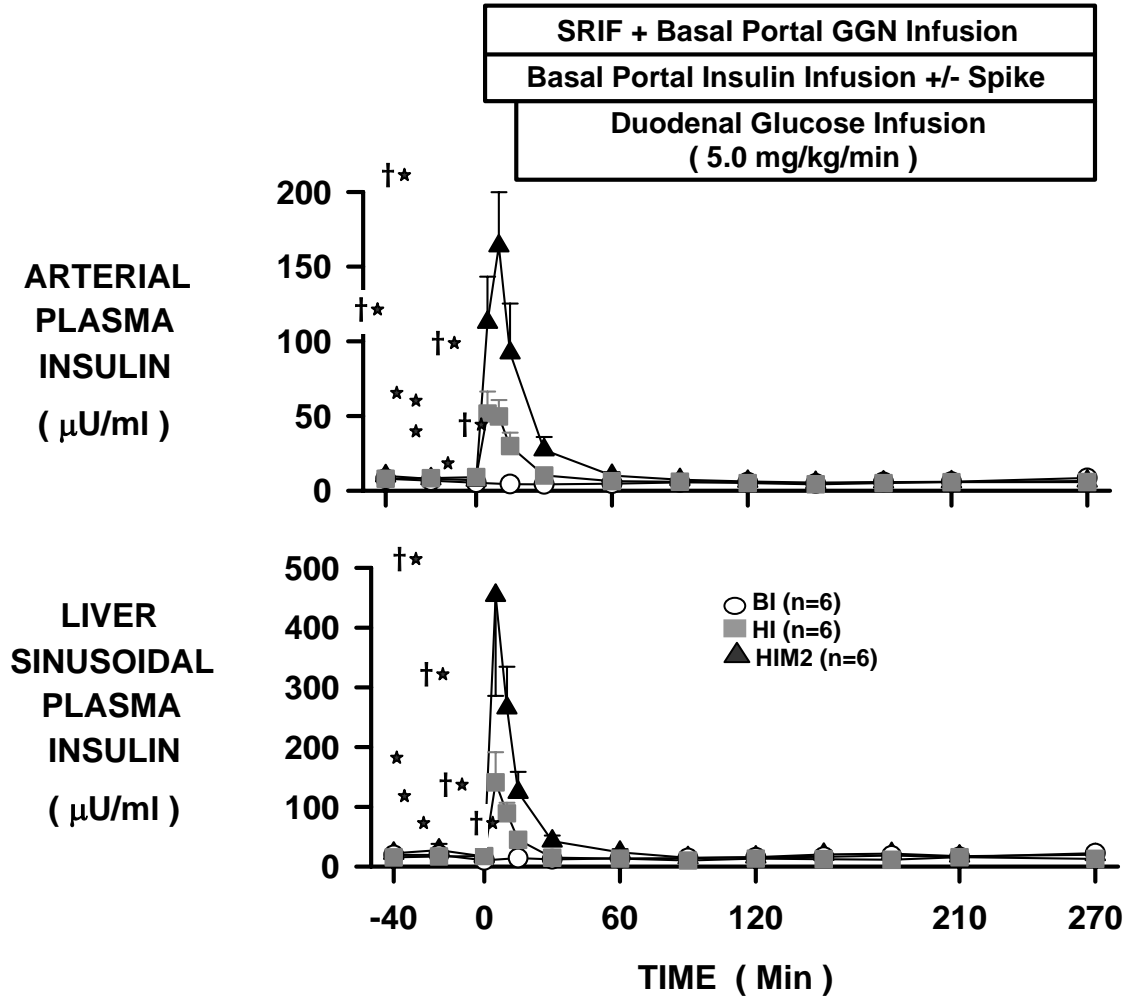 SRIF + Basal Portal GGN Infusion
Basal Portal Insulin Infusion +/- Spike
Duodenal Glucose Infusion
( 5.0 mg/kg/min )
†★
200
150
†★
100
†★
★ ★
50
★
†★
★
0
ARTERIAL
PLASMA
INSULIN
( μU/ml )
†★
500
400
†★
300
200
★
†★
★
100
★
†★
0
LIVER
SINUSOIDAL
PLASMA
INSULIN
( μU/ml )
BI (n=6)
HI (n=6)
HIM2 (n=6)
-40 0 60 120 210 270
TIME ( Min )